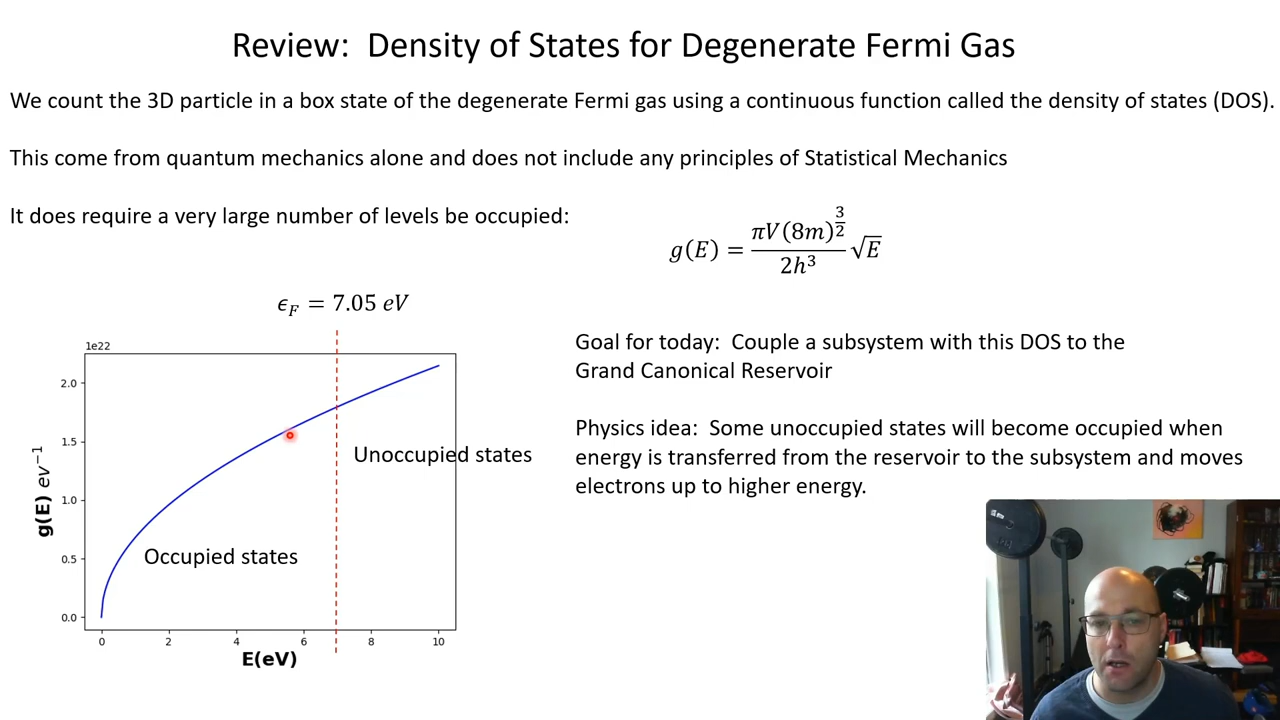 Review:  Density of States for Degenerate Fermi Gas
We count the 3D particle in a box state of the degenerate Fermi gas using a continuous function called the density of states (DOS).
This come from quantum mechanics alone and does not include any principles of Statistical Mechanics
It does require a very large number of levels be occupied:
g(E) = \frac{πV(8m)^{\frac{3}{2}}}{2h^3} √E
ϵ_F = 7.05 eV
1e22
2.0
1.5
1.0
0.5
0.0
g(E) eV⁻¹
Occupied states
Unoccupied states
0 2 4 6 8 10
E(eV)
Goal for today:  Couple a subsystem with this DOS to the
Grand Canonical Reservoir
Physics idea:  Some unoccupied states will become occupied when
energy is transferred from the reservoir to the subsystem and moves
electrons up to higher energy.